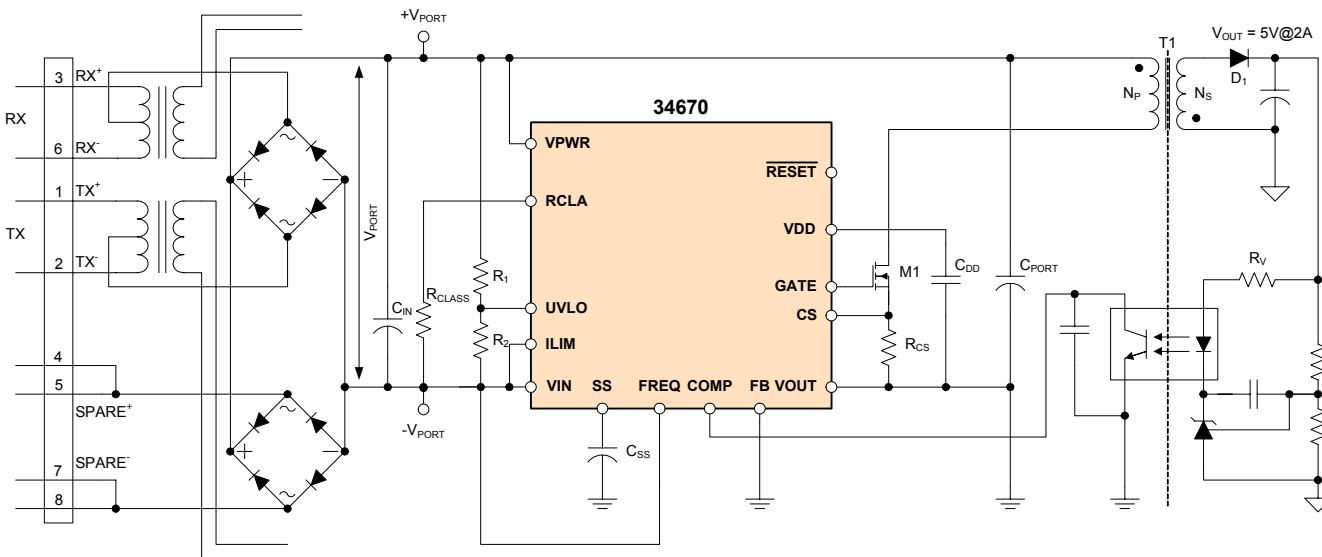 +VPORT
T1
VOUT = 5V@2A
3 RX+
RX
6 RX-
1 TX+
TX
2 TX-
4
5
SPARE+
7
SPARE-
8
~
+ −
~
~
+ −
~
VPORT
CIN
RCLASS
R1
R2
-VPORT
34670
VPWR
RCLA
UVLO
ILIM
VIN
SS
FREQ
COMP
FB
VOUT
RESET
VDD
GATE
CS
CSS
M1
CDD
RCS
CPORT
NP
NS
D1
RV